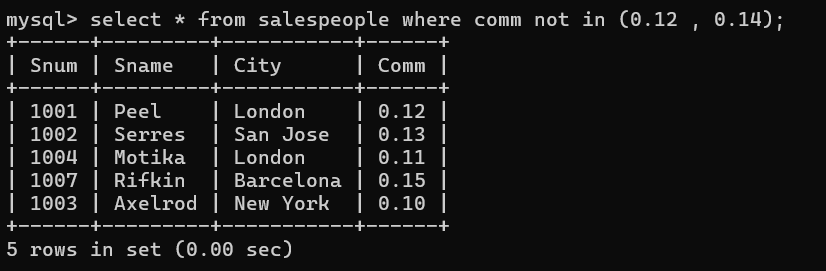 mysql> select * from salespeople where comm not in (0.12 , 0.14);
+------+---------+-----------+------+
| Snum | Sname   | City      | Comm |
+------+---------+-----------+------+
| 1001 | Peel    | London    | 0.12 |
| 1002 | Serres  | San Jose  | 0.13 |
| 1004 | Motika  | London    | 0.11 |
| 1007 | Rifkin  | Barcelona | 0.15 |
| 1003 | Axelrod | New York  | 0.10 |
+------+---------+-----------+------+
5 rows in set (0.00 sec)